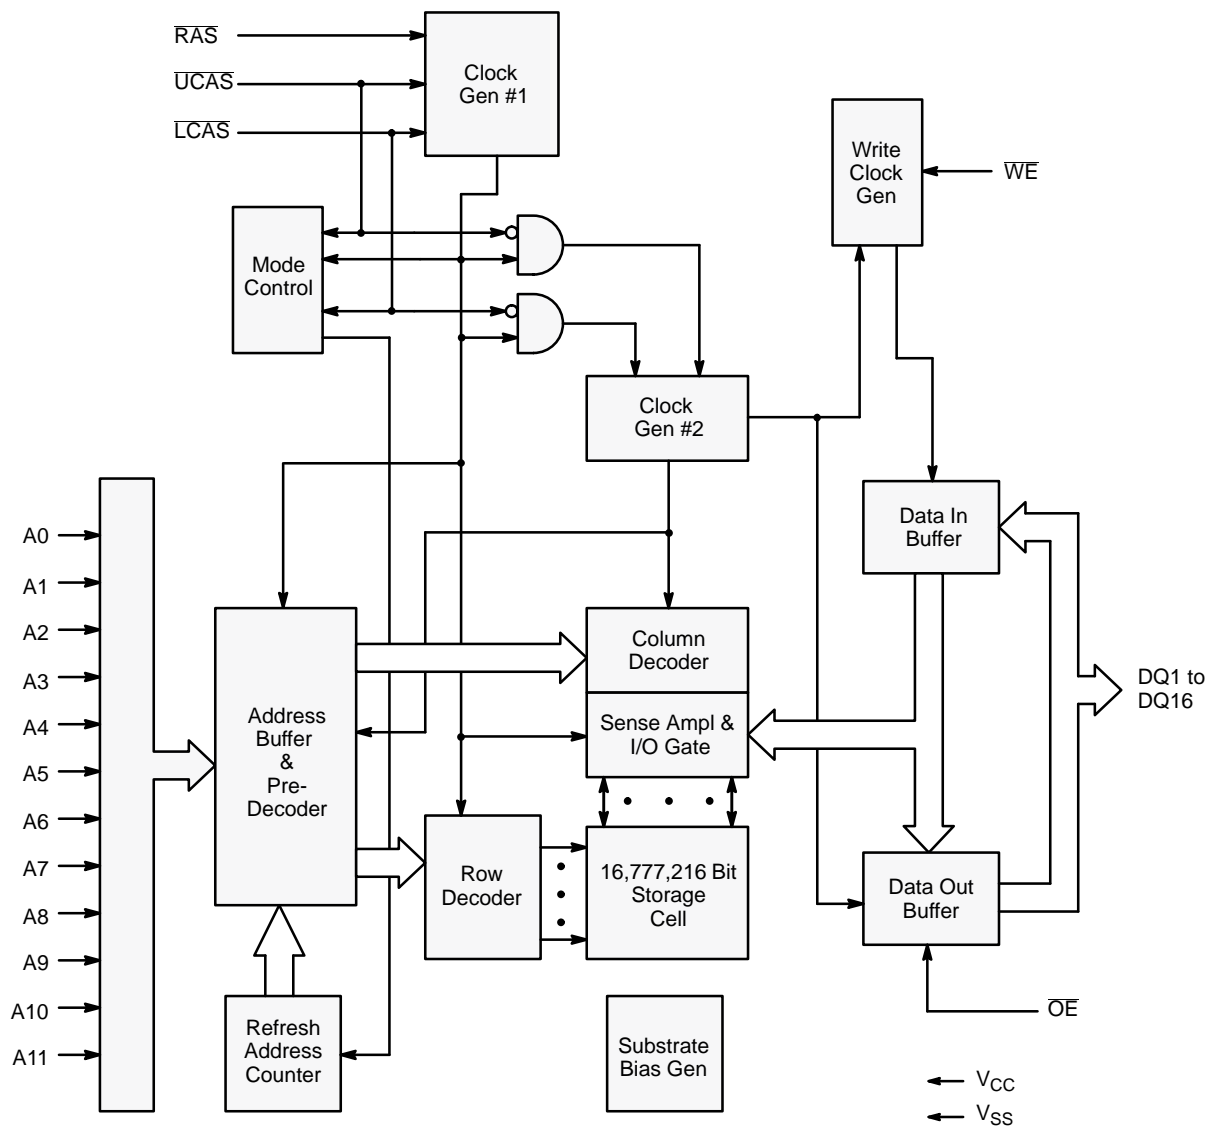 RAS
UCAS
LCAS
Clock
Gen #1
Write
Clock
Gen
WE
Mode
Control
Clock
Gen #2
Data In
Buffer
A0
A1
A2
A3
A4
A5
A6
A7
A8
A9
A10
A11
Address
Buffer
&
Pre-
Decoder
Column
Decoder
Sense Ampl &
I/O Gate
DQ1 to
DQ16
Row
Decoder
16,777,216 Bit
Storage
Cell
Data Out
Buffer
OE
Refresh
Address
Counter
Substrate
Bias Gen
VCC
VSS